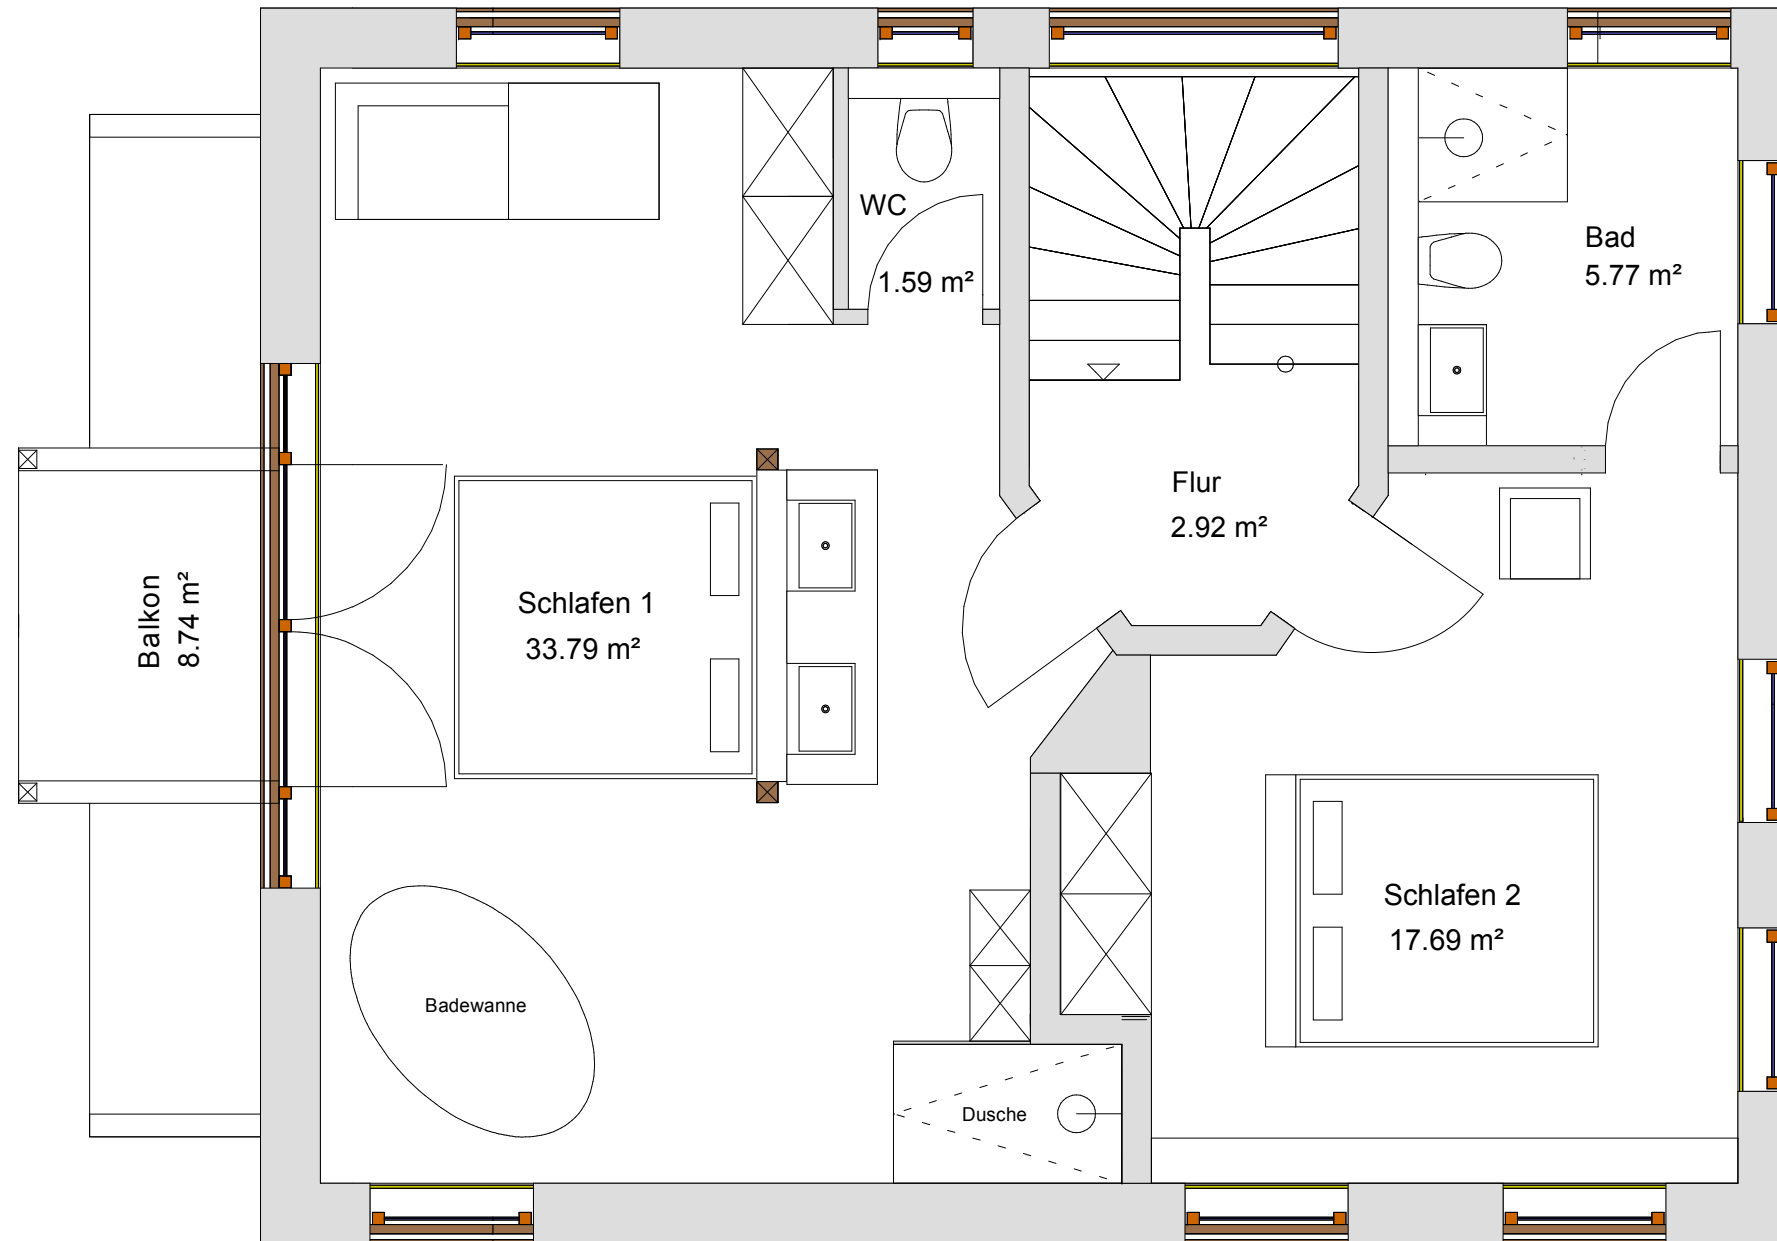 WC
1.59 m²
Bad
5.77 m²
Flur
2.92 m²
Balkon
8.74 m²
Schlafen 1
33.79 m²
Schlafen 2
17.69 m²
Badewanne
Dusche